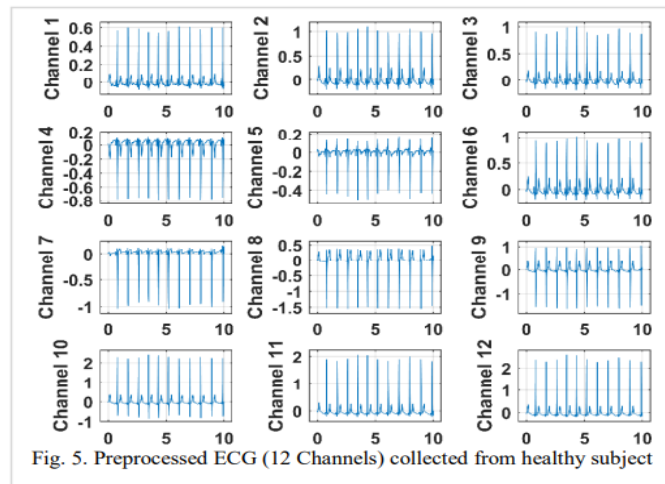 Channel 1
0.6
0.4
0.2
0
0 5 10
Channel 2
1
0.5
0
0 5 10
Channel 3
1
0.5
0
0 5 10
Channel 4
0.2
0
-0.2
-0.4
-0.6
-0.8
0 5 10
Channel 5
0.2
0
-0.2
-0.4
0 5 10
Channel 6
1
0.5
0
0 5 10
Channel 7
0
-0.5
-1
0 5 10
Channel 8
0.5
0
-0.5
-1
-1.5
0 5 10
Channel 9
1
0
-1
0 5 10
Channel 10
2
1
0
-1
0 5 10
Channel 11
2
1
0
0 5 10
Channel 12
2
1
0
0 5 10
Fig. 5. Preprocessed ECG (12 Channels) collected from healthy subject